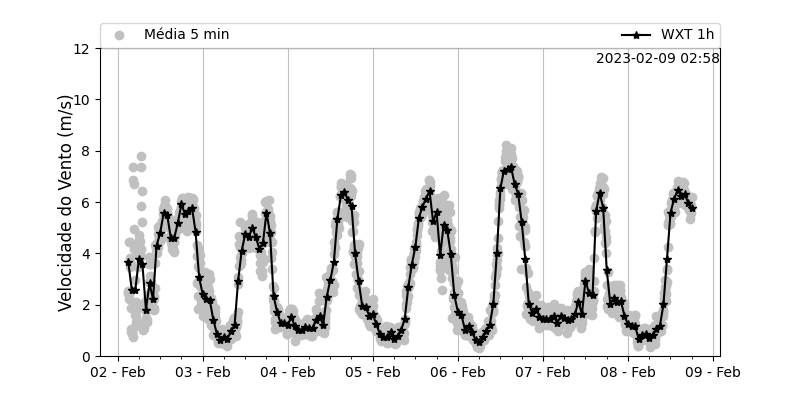 Média 5 min
WXT 1h
2023-02-09 02:58
Velocidade do Vento (m/s)
12
10
8
6
4
2
0
02 - Feb
03 - Feb
04 - Feb
05 - Feb
06 - Feb
07 - Feb
08 - Feb
09 - Feb